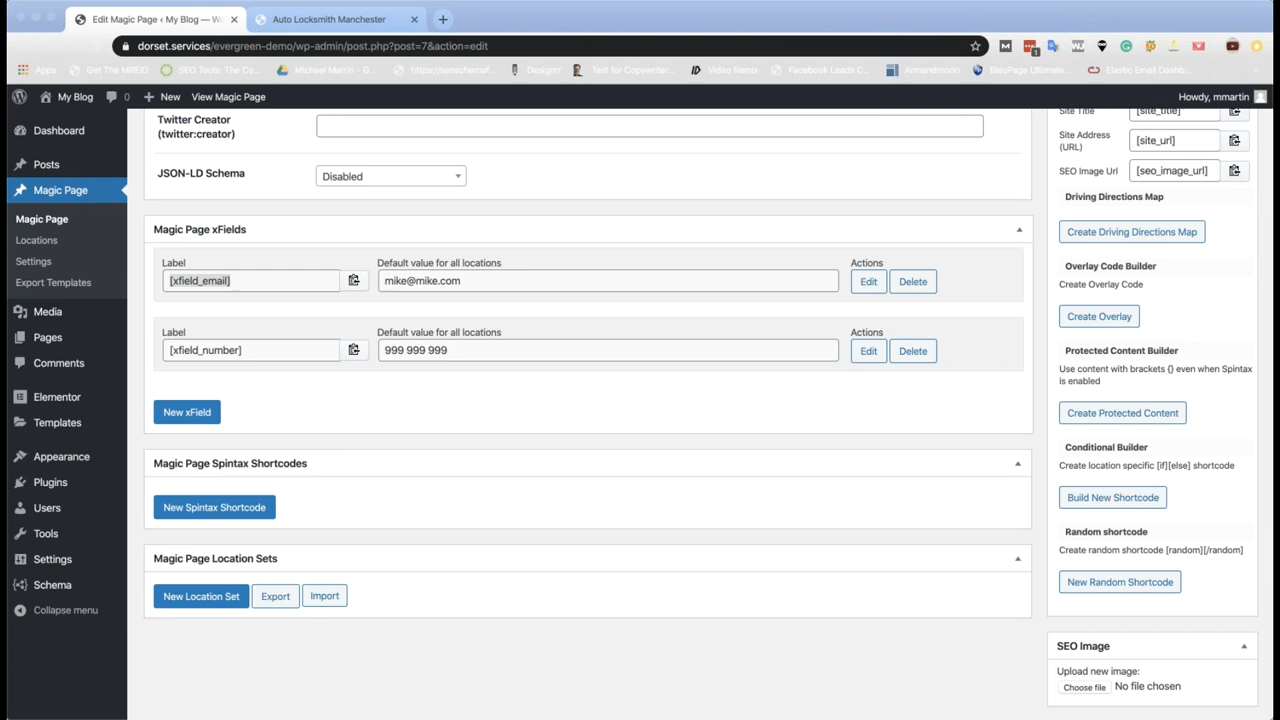 Edit Magic Page ‹ My Blog — Wo
Auto Locksmith Manchester
dorset.services/evergreen-demo/wp-admin/post.php?post=7&action=edit
Apps
Get The MREID
SEO Tools: The Co...
Michael Martin - G...
https://seoschemaf...
Designrr
Test for Copywriter...
Video Remix
Facebook Leads C...
Armandmorin
BleuPage Ultimate...
Elastic Email Dashb...
My Blog
0
New
View Magic Page
Howdy, mmartin
Dashboard
Posts
Magic Page
Magic Page
Locations
Settings
Export Templates
Media
Pages
Comments
Elementor
Templates
Appearance
Plugins
Users
Tools
Settings
Schema
Collapse menu
Twitter Creator
(twitter:creator)
JSON-LD Schema
Disabled
Magic Page xFields
Label
Default value for all locations
Actions
[xfield_email]
mike@mike.com
Edit
Delete
Label
Default value for all locations
Actions
[xfield_number]
999 999 999
Edit
Delete
New xField
Magic Page Spintax Shortcodes
New Spintax Shortcode
Magic Page Location Sets
New Location Set
Export
Import
Site Title
[site_title]
Site Address
(URL)
[site_url]
SEO Image Url
[seo_image_url]
Driving Directions Map
Create Driving Directions Map
Overlay Code Builder
Create Overlay Code
Create Overlay
Protected Content Builder
Use content with brackets {} even when Spintax
is enabled
Create Protected Content
Conditional Builder
Create location specific [if][else] shortcode
Build New Shortcode
Random shortcode
Create random shortcode [random][/random]
New Random Shortcode
SEO Image
Upload new image:
Choose file
No file chosen